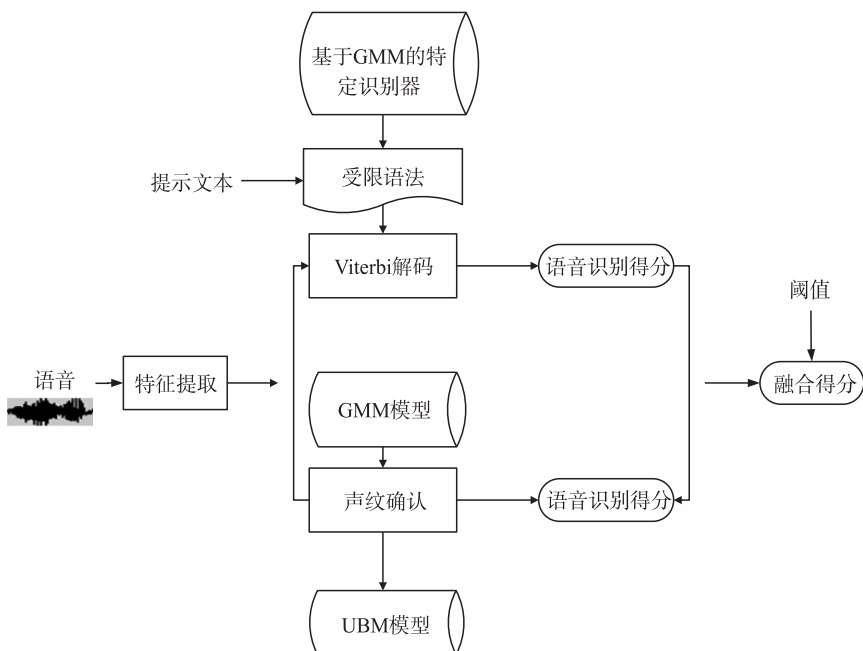 基于GMM的特
定识别器
提示文本
受限语法
Viterbi解码
语音识别得分
阈值
语音
特征提取
融合得分
GMM模型
声纹确认
语音识别得分
UBM模型